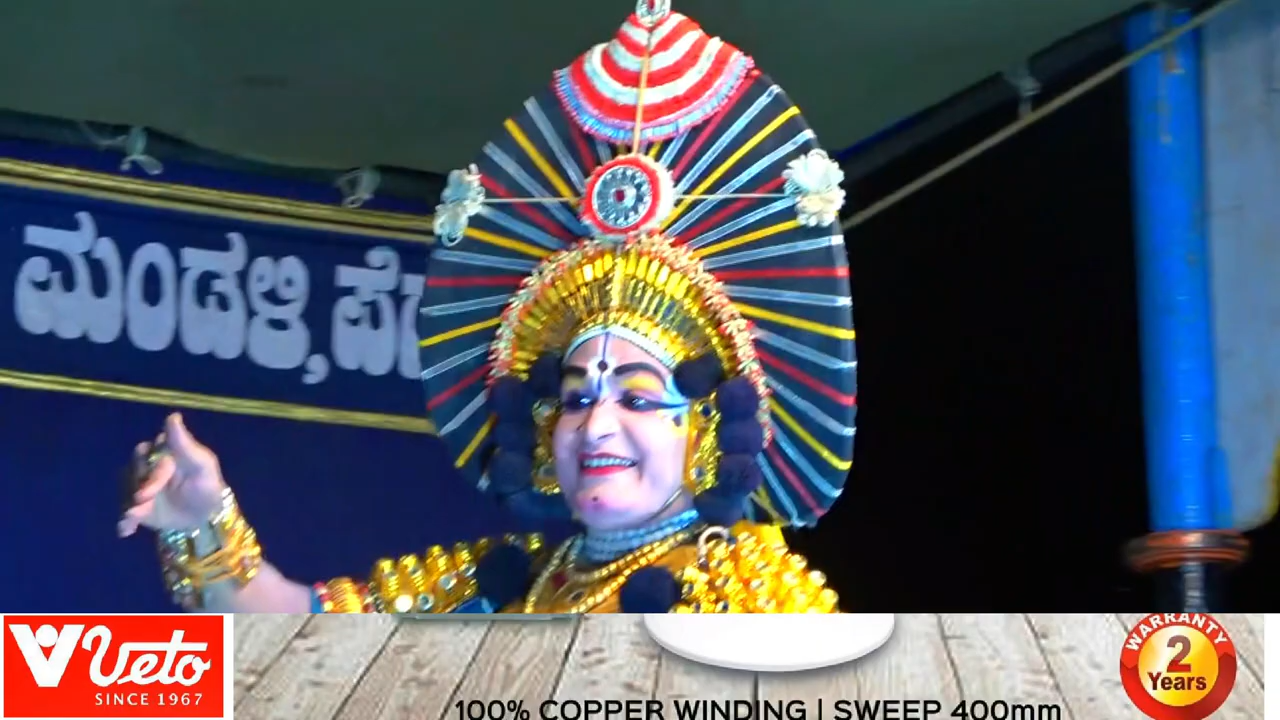 ಮಂಡಳಿ, ಪೆ
Veto
SINCE 1967
100% COPPER WINDING | SWEEP 400mm
WARRANTY
2
Years